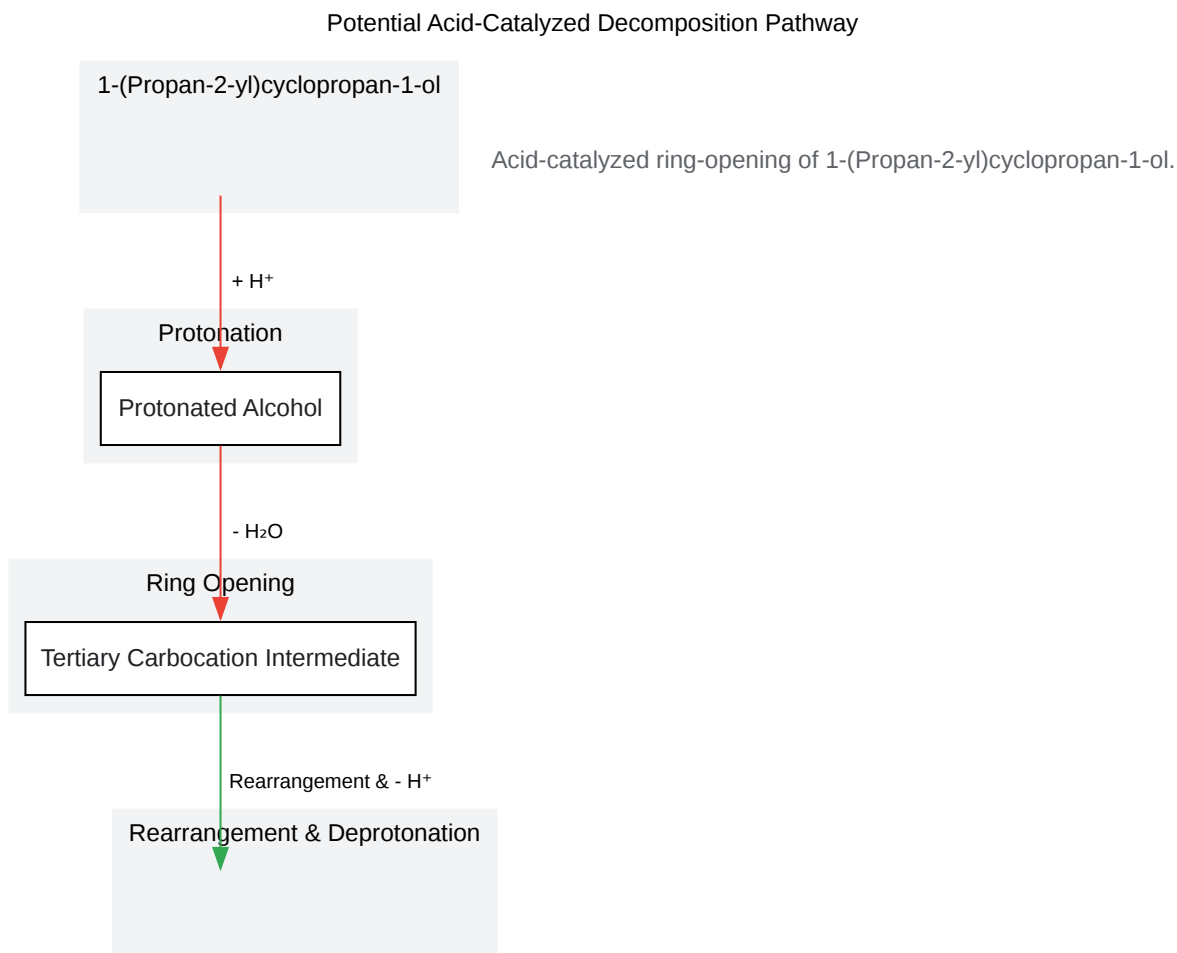 Potential Acid-Catalyzed Decomposition Pathway
1-(Propan-2-yl)cyclopropan-1-ol
Acid-catalyzed ring-opening of 1-(Propan-2-yl)cyclopropan-1-ol.
+ H⁺
Protonation
Protonated Alcohol
- H₂O
Ring Opening
Tertiary Carbocation Intermediate
Rearrangement & - H⁺
Rearrangement & Deprotonation